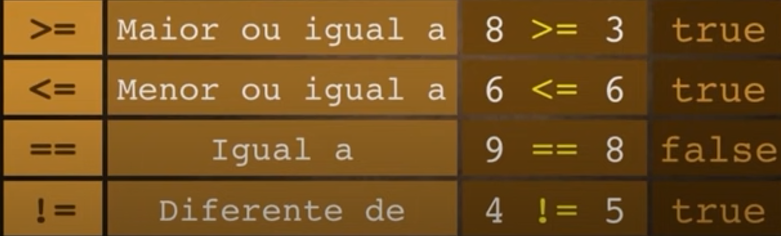 >= Maior ou igual a 8 >= 3 true
<= Menor ou igual a 6 <= 6 true
== Igual a 9 == 8 false
!= Diferente de 4 != 5 true